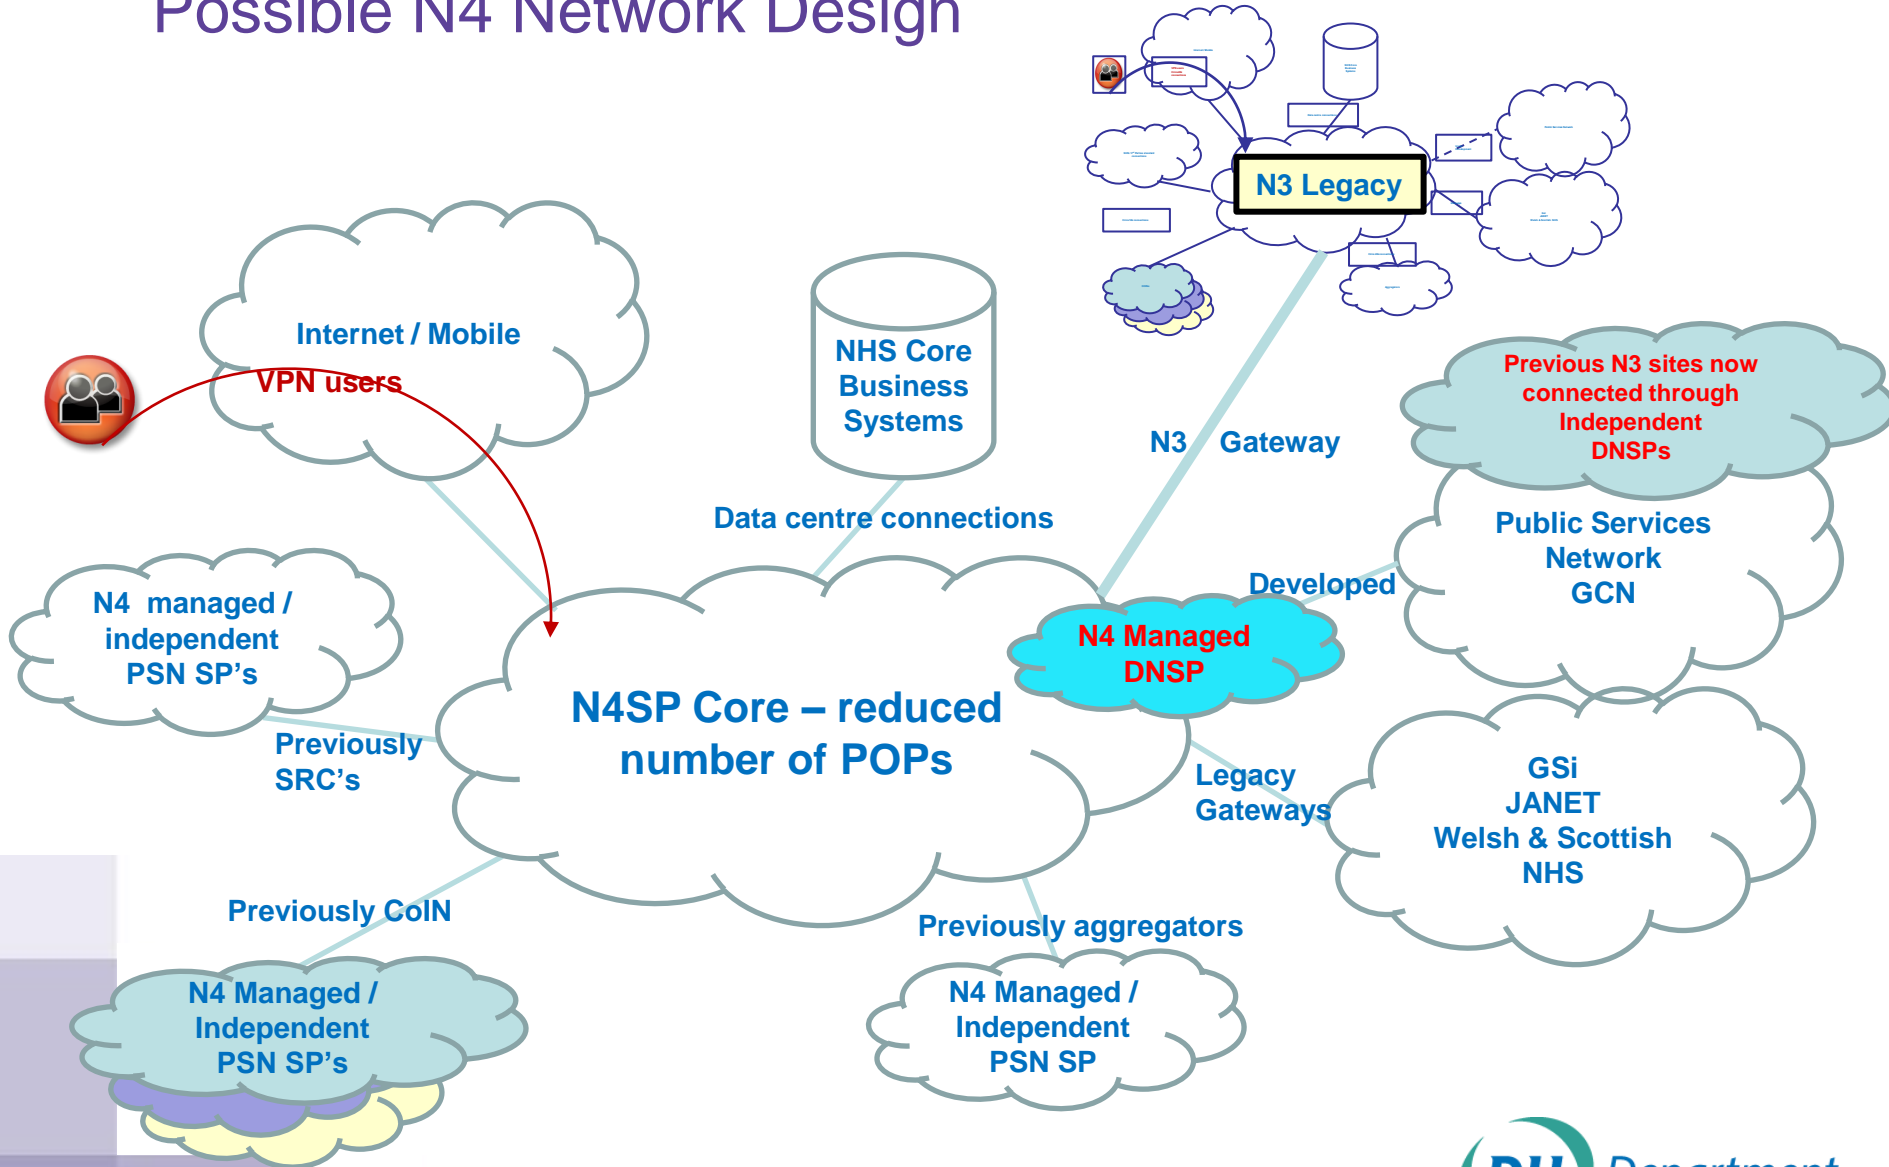 Possible N4 Network Design
N3 Legacy
Internet / Mobile
VPN users
NHS Core
Business
Systems
N3 Gateway
Previous N3 sites now
connected through
Independent
DNSPs
Data centre connections
Public Services
Network
GCN
Developed
N4 managed /
independent
PSN SP's
N4 Managed
DNSP
N4SP Core – reduced
number of POPs
Previously
SRC's
Legacy
Gateways
GSi
JANET
Welsh & Scottish
NHS
Previously CoIN
Previously aggregators
N4 Managed /
Independent
PSN SP's
N4 Managed /
Independent
PSN SP
DH Department